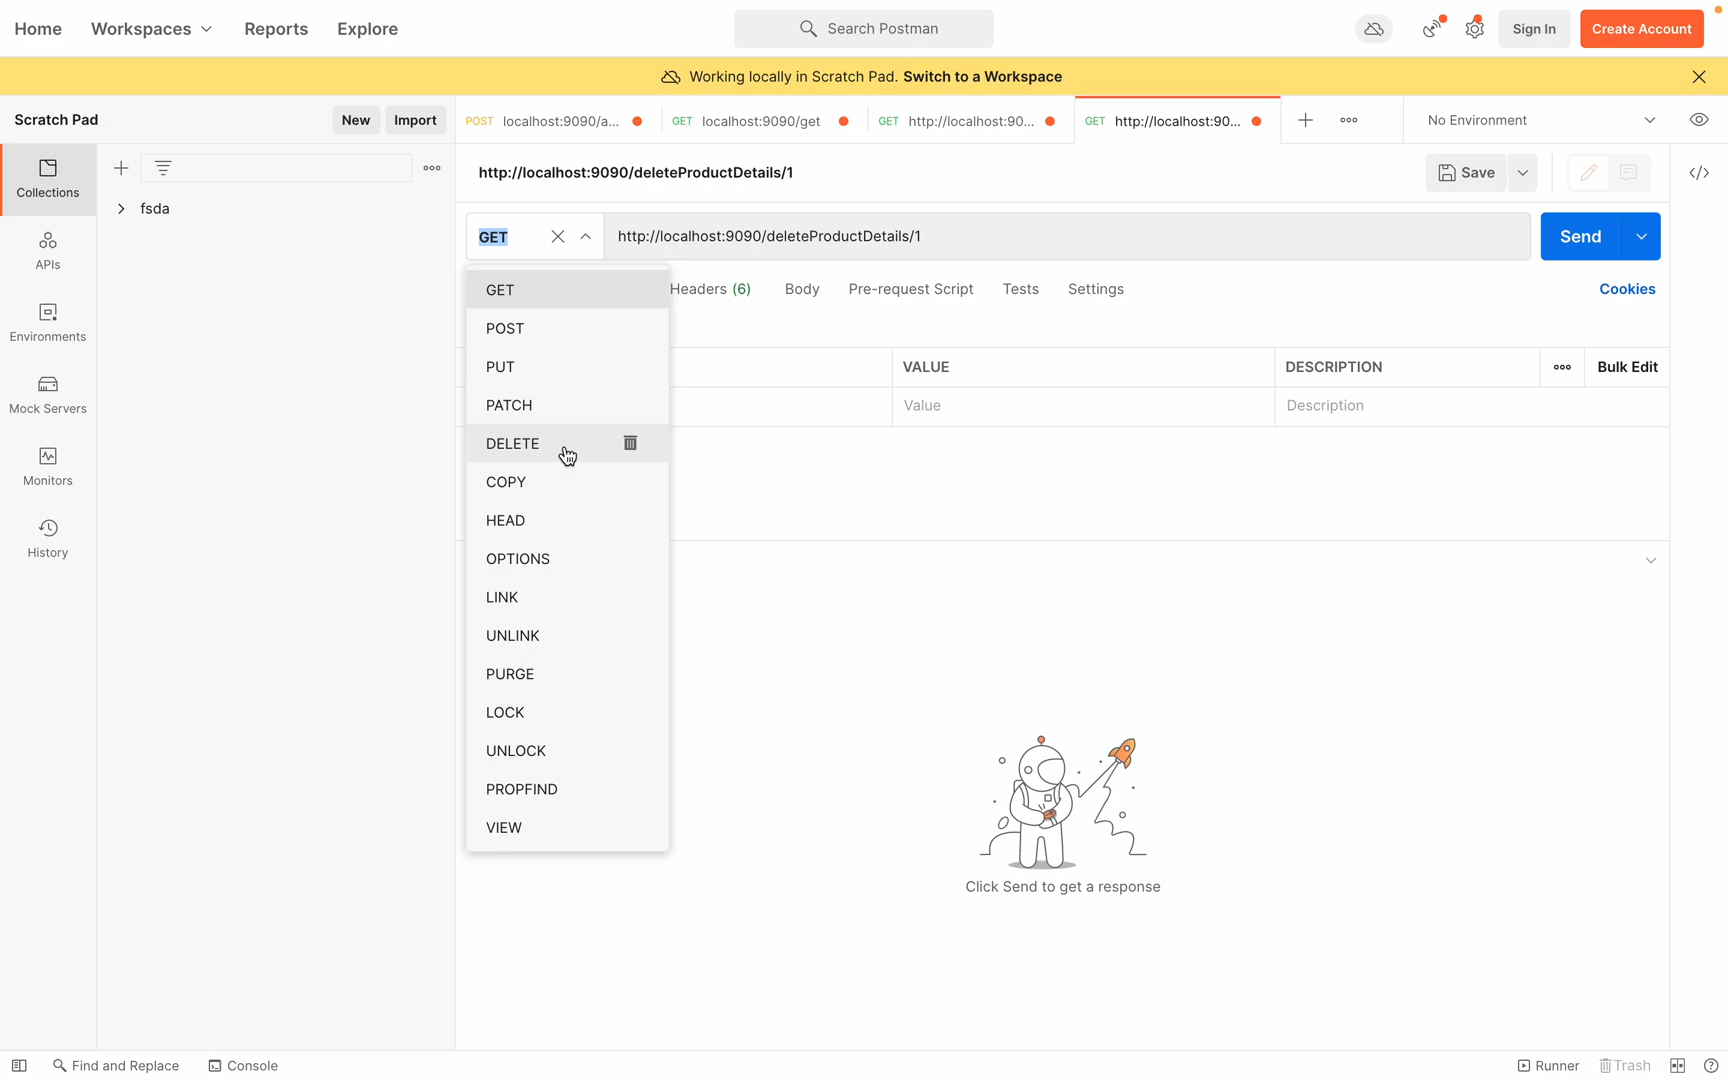 Home Workspaces Reports Explore Search Postman Sign In Create Account
Working locally in Scratch Pad. Switch to a Workspace
Scratch Pad New Import POST localhost:9090/a... GET localhost:9090/get GET http://localhost:90... GET http://localhost:90... No Environment
Collections
fsda
APIs
Environments
Mock Servers
Monitors
History
http://localhost:9090/deleteProductDetails/1 Save
GET http://localhost:9090/deleteProductDetails/1 Send
Headers (6) Body Pre-request Script Tests Settings Cookies
VALUE DESCRIPTION Bulk Edit
Value Description
GET
POST
PUT
PATCH
DELETE
COPY
HEAD
OPTIONS
LINK
UNLINK
PURGE
LOCK
UNLOCK
PROPFIND
VIEW
Click Send to get a response
Find and Replace Console Runner Trash